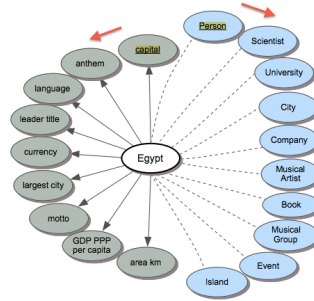 capital
anthem
language
leader title
currency
largest city
motto
GDP PPP
per capita
area km
Egypt
Person
Scientist
University
City
Company
Musical
Artist
Book
Musical
Group
Event
Island